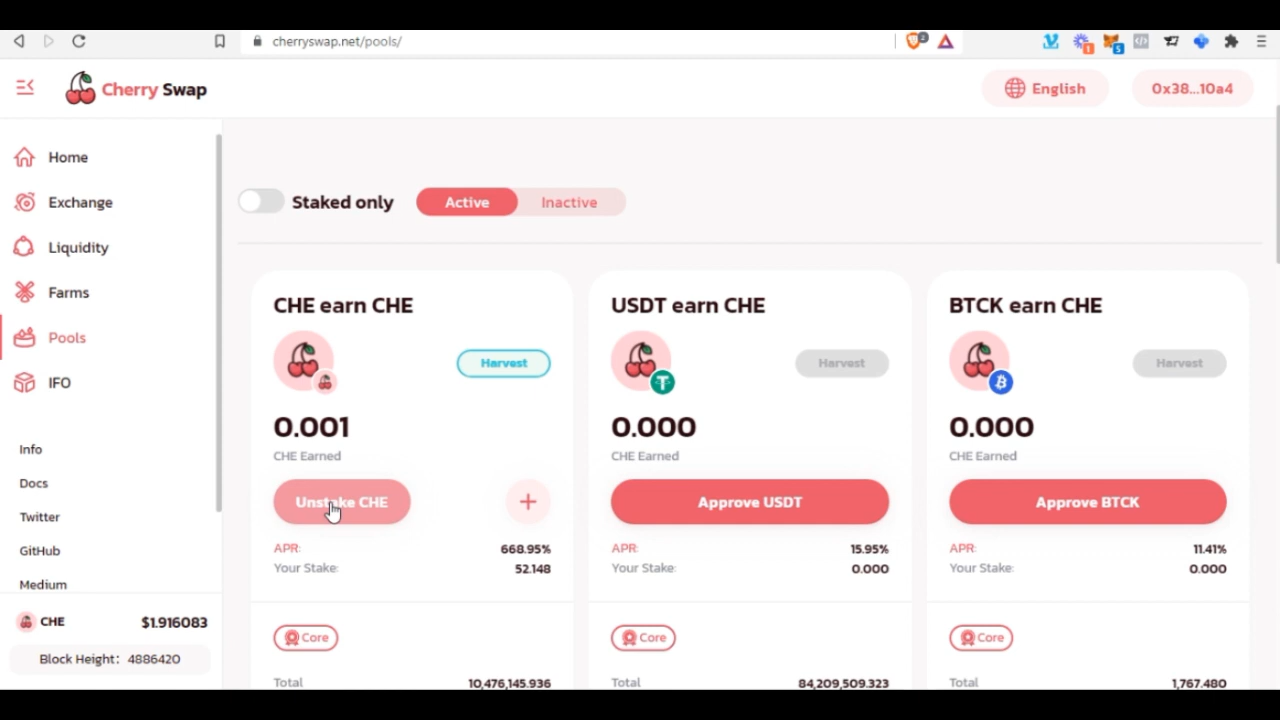 cherryswap.net/pools/
2
1
5
Cherry Swap
English
0x38...10a4
Home
Exchange
Liquidity
Farms
Pools
IFO
Info
Docs
Twitter
GitHub
Medium
CHE
$1.916083
Block Height: 4886420
Staked only
Active
Inactive
CHE earn CHE
Harvest
0.001
CHE Earned
Unstake CHE
+
APR:
668.95%
Your Stake:
52.148
Core
Total
10,476,145.936
USDT earn CHE
Harvest
0.000
CHE Earned
Approve USDT
APR:
15.95%
Your Stake:
0.000
Core
Total
84,209,509.323
BTCK earn CHE
Harvest
0.000
CHE Earned
Approve BTCK
APR:
11.41%
Your Stake:
0.000
Core
Total
1,767.480